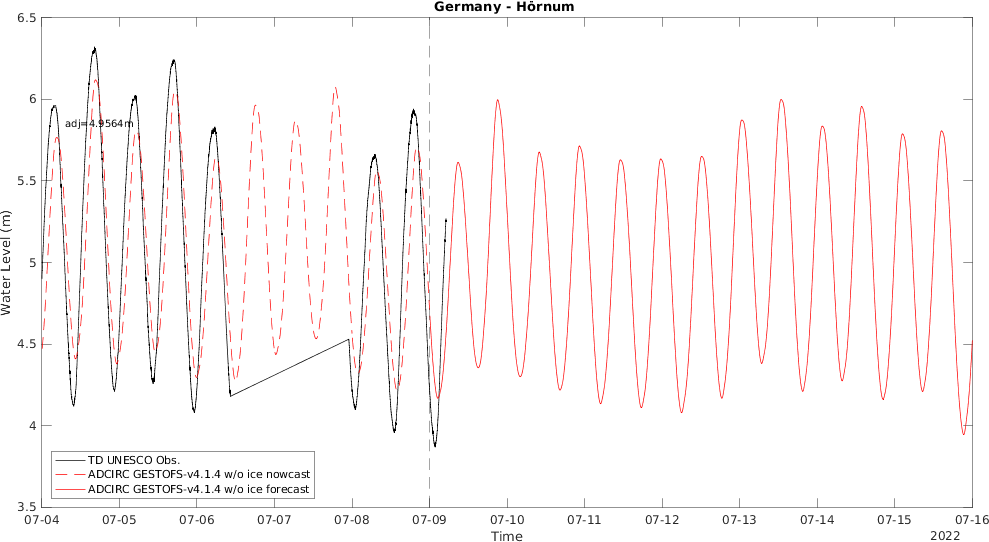 Germany - Hörnum
6.5
6
5.5
5
4.5
4
3.5
Water Level (m)
adj=4.9564m
TD UNESCO Obs.
ADCIRC GESTOFS-v4.1.4 w/o ice nowcast
ADCIRC GESTOFS-v4.1.4 w/o ice forecast
07-04 07-05 07-06 07-07 07-08 07-09 07-10 07-11 07-12 07-13 07-14 07-15 07-16
Time
2022